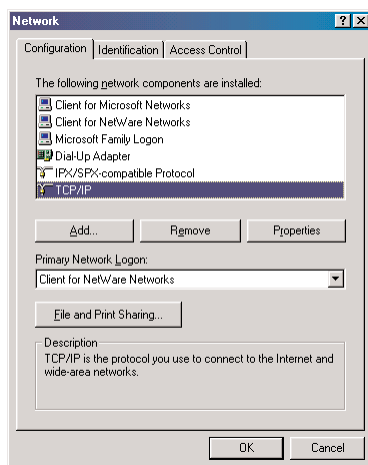 Network
Configuration Identification Access Control
The following network components are installed:
Client for Microsoft Networks
Client for NetWare Networks
Microsoft Family Logon
Dial-Up Adapter
IPX/SPX-compatible Protocol
TCP/IP
Add... Remove Properties
Primary Network Logon:
Client for NetWare Networks
File and Print Sharing...
Description
TCP/IP is the protocol you use to connect to the Internet and
wide-area networks.
OK Cancel